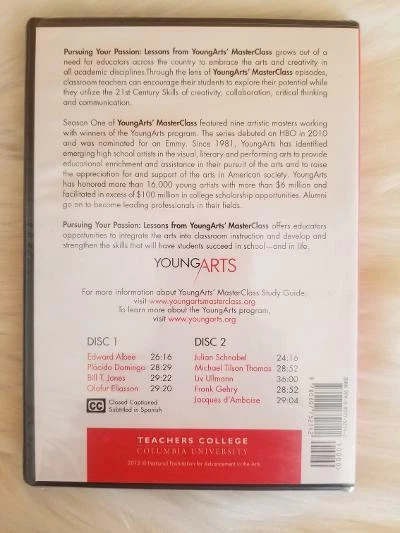 Pursuing Your Passion: Lessons from YoungArts' MasterClass grows out of a
need for educators across the country to embrace the arts and creativity in
all academic disciplines.Through the lens of YoungArts' MasterClass episodes,
classroom teachers can encourage their students to explore their potential while
they utilize the 21st Century Skills of creativity, collaboration, critical thinking
and communication.
Season One of YoungArts' MasterClass featured nine artistic masters working
with winners of the YoungArts program. The series debuted on HBO in 2010
and was nominated for an Emmy. Since 1981, YoungArts has identified
emerging high school artists in the visual, literary and performing arts to provide
educational enrichment and assistance in their pursuit of the arts and to raise
the appreciation for and support of the arts in American society. YoungArts
has honored more than 16,000 young artists with more than $6 million and
facilitated in excess of $100 million in college scholarship opportunities. Alumni
go on to become leading professionals in their fields.
Pursuing Your Passion: Lessons from YoungArts' MasterClass offers educators
opportunities to integrate the arts into classroom instruction and develop and
strengthen the skills that will have students succeed in school—and in life.
YOUNGARTS
For more information about YoungArts' MasterClass Study Guide,
visit www.youngartsmasterclass.org
To learn more about the YoungArts program,
visit www.youngarts.org
DISC 1
Edward Albee 26:16
Plácido Domingo 28:29
Bill T. Jones 29:22
Olafur Eliasson 29:20
CC Closed Captioned
Subtitled in Spanish
DISC 2
Julian Schnabel 24:16
Michael Tilson Thomas 28:52
Liv Ullmann 36:00
Frank Gehry 28:52
Jacques d'Amboise 29:04
TEACHERS COLLEGE
COLUMBIA UNIVERSITY
2012 © National Foundation for Advancement in the Arts.